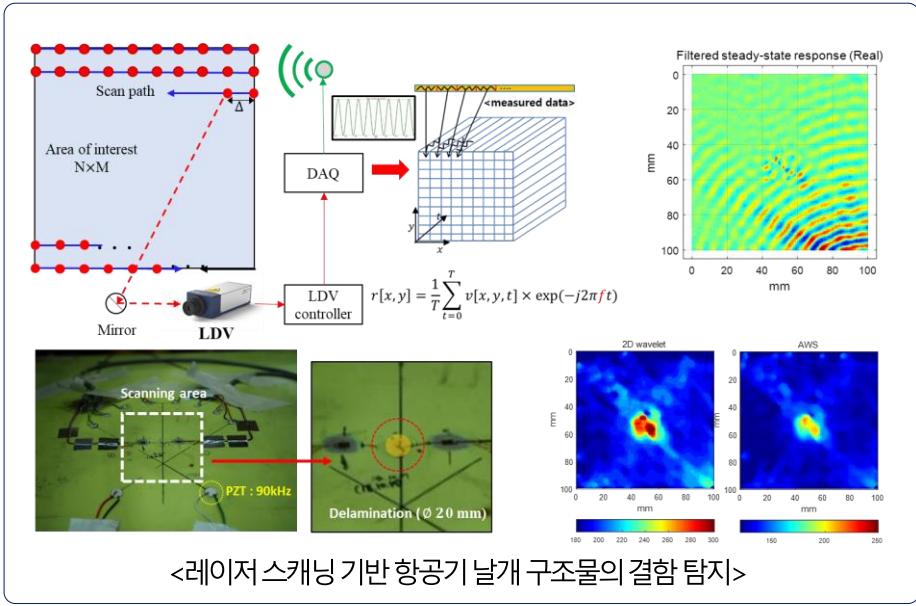 Scan path
Δ
Area of interest
N×M
Mirror
LDV
LDV
controller
DAQ
<measured data>
y
t
x
r[x, y] = \frac{1}{T} \sum_{t=0}^{T} v[x, y, t] × exp(−j2πft)
Filtered steady-state response (Real)
0
20
40
60
80
100
mm
0 20 40 60 80 100
mm
Scanning area
PZT : 90kHz
Delamination (Ø 20 mm)
2D wavelet
0
20
40
60
80
100
mm
0 20 40 60 80 100
mm
180 200 220 240 260 280 300
AWS
0
20
40
60
80
100
mm
0 20 40 60 80 100
mm
150 200 250
<레이저 스캐닝 기반 항공기 날개 구조물의 결함 탐지>